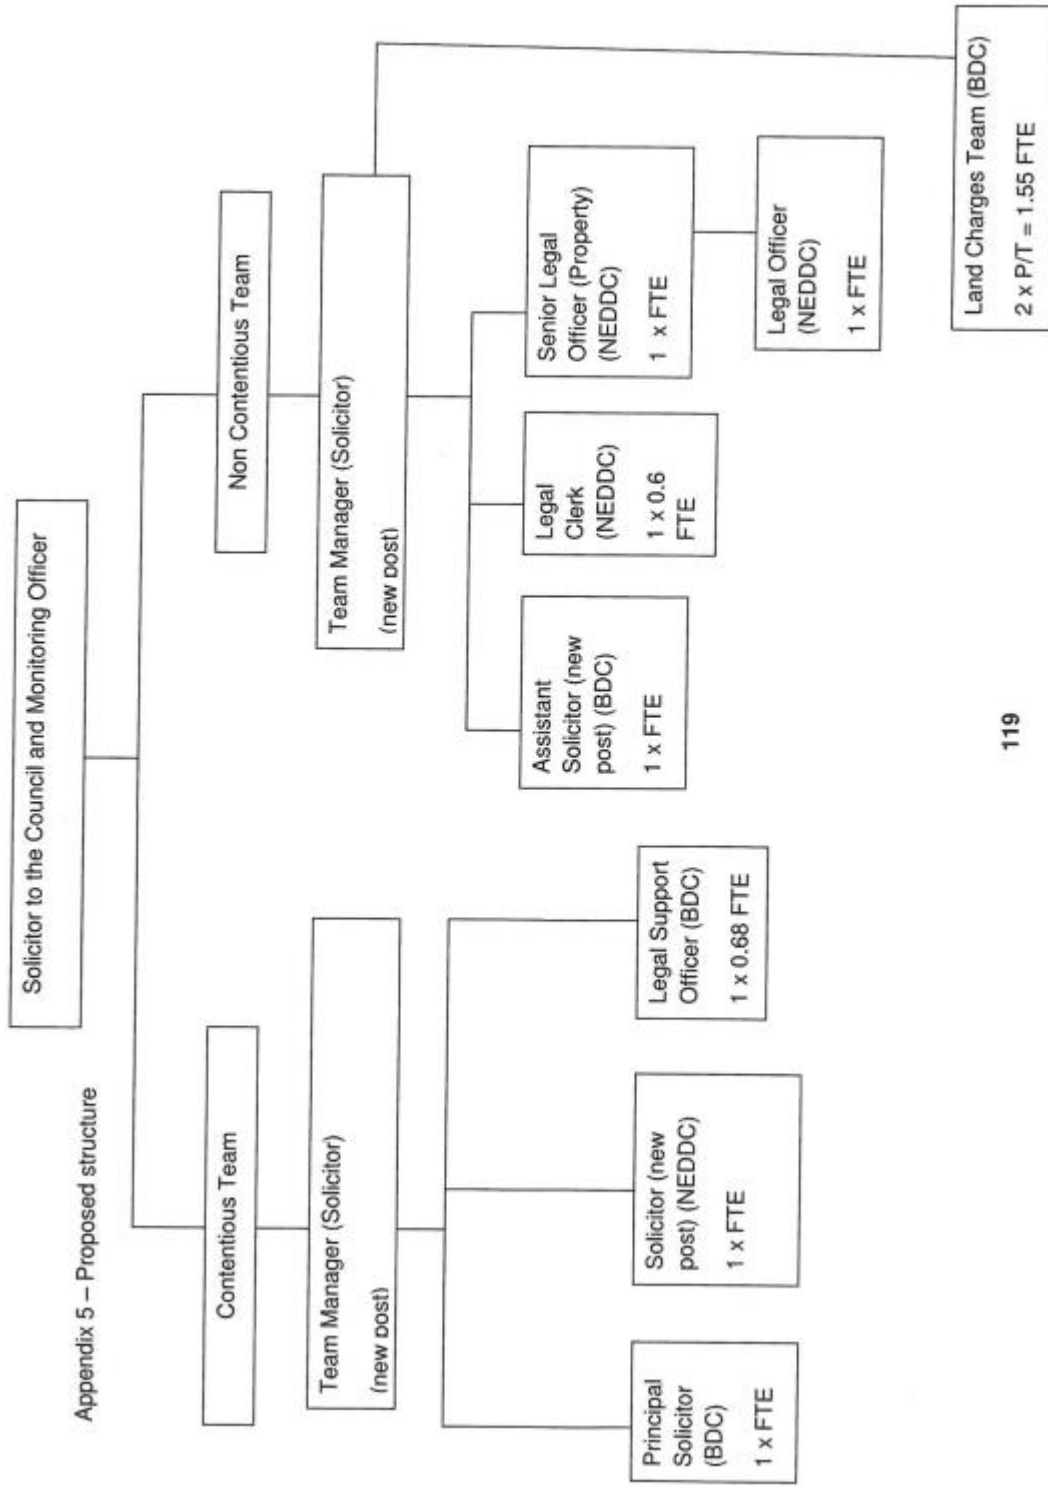 Appendix 5 – Proposed structure
Solicitor to the Council and Monitoring Officer
Contentious Team
Non Contentious Team
Team Manager (Solicitor)
(new post)
Team Manager (Solicitor)
(new post)
Principal
Solicitor
(BDC)
1 x FTE
Solicitor (new
post) (NEDDC)
1 x FTE
Legal Support
Officer (BDC)
1 x 0.68 FTE
Assistant
Solicitor (new
post) (BDC)
1 x FTE
Legal
Clerk
(NEDDC)
1 x 0.6
FTE
Senior Legal
Officer (Property)
(NEDDC)
1 x FTE
Legal Officer
(NEDDC)
1 x FTE
Land Charges Team (BDC)
2 x P/T = 1.55 FTE
119